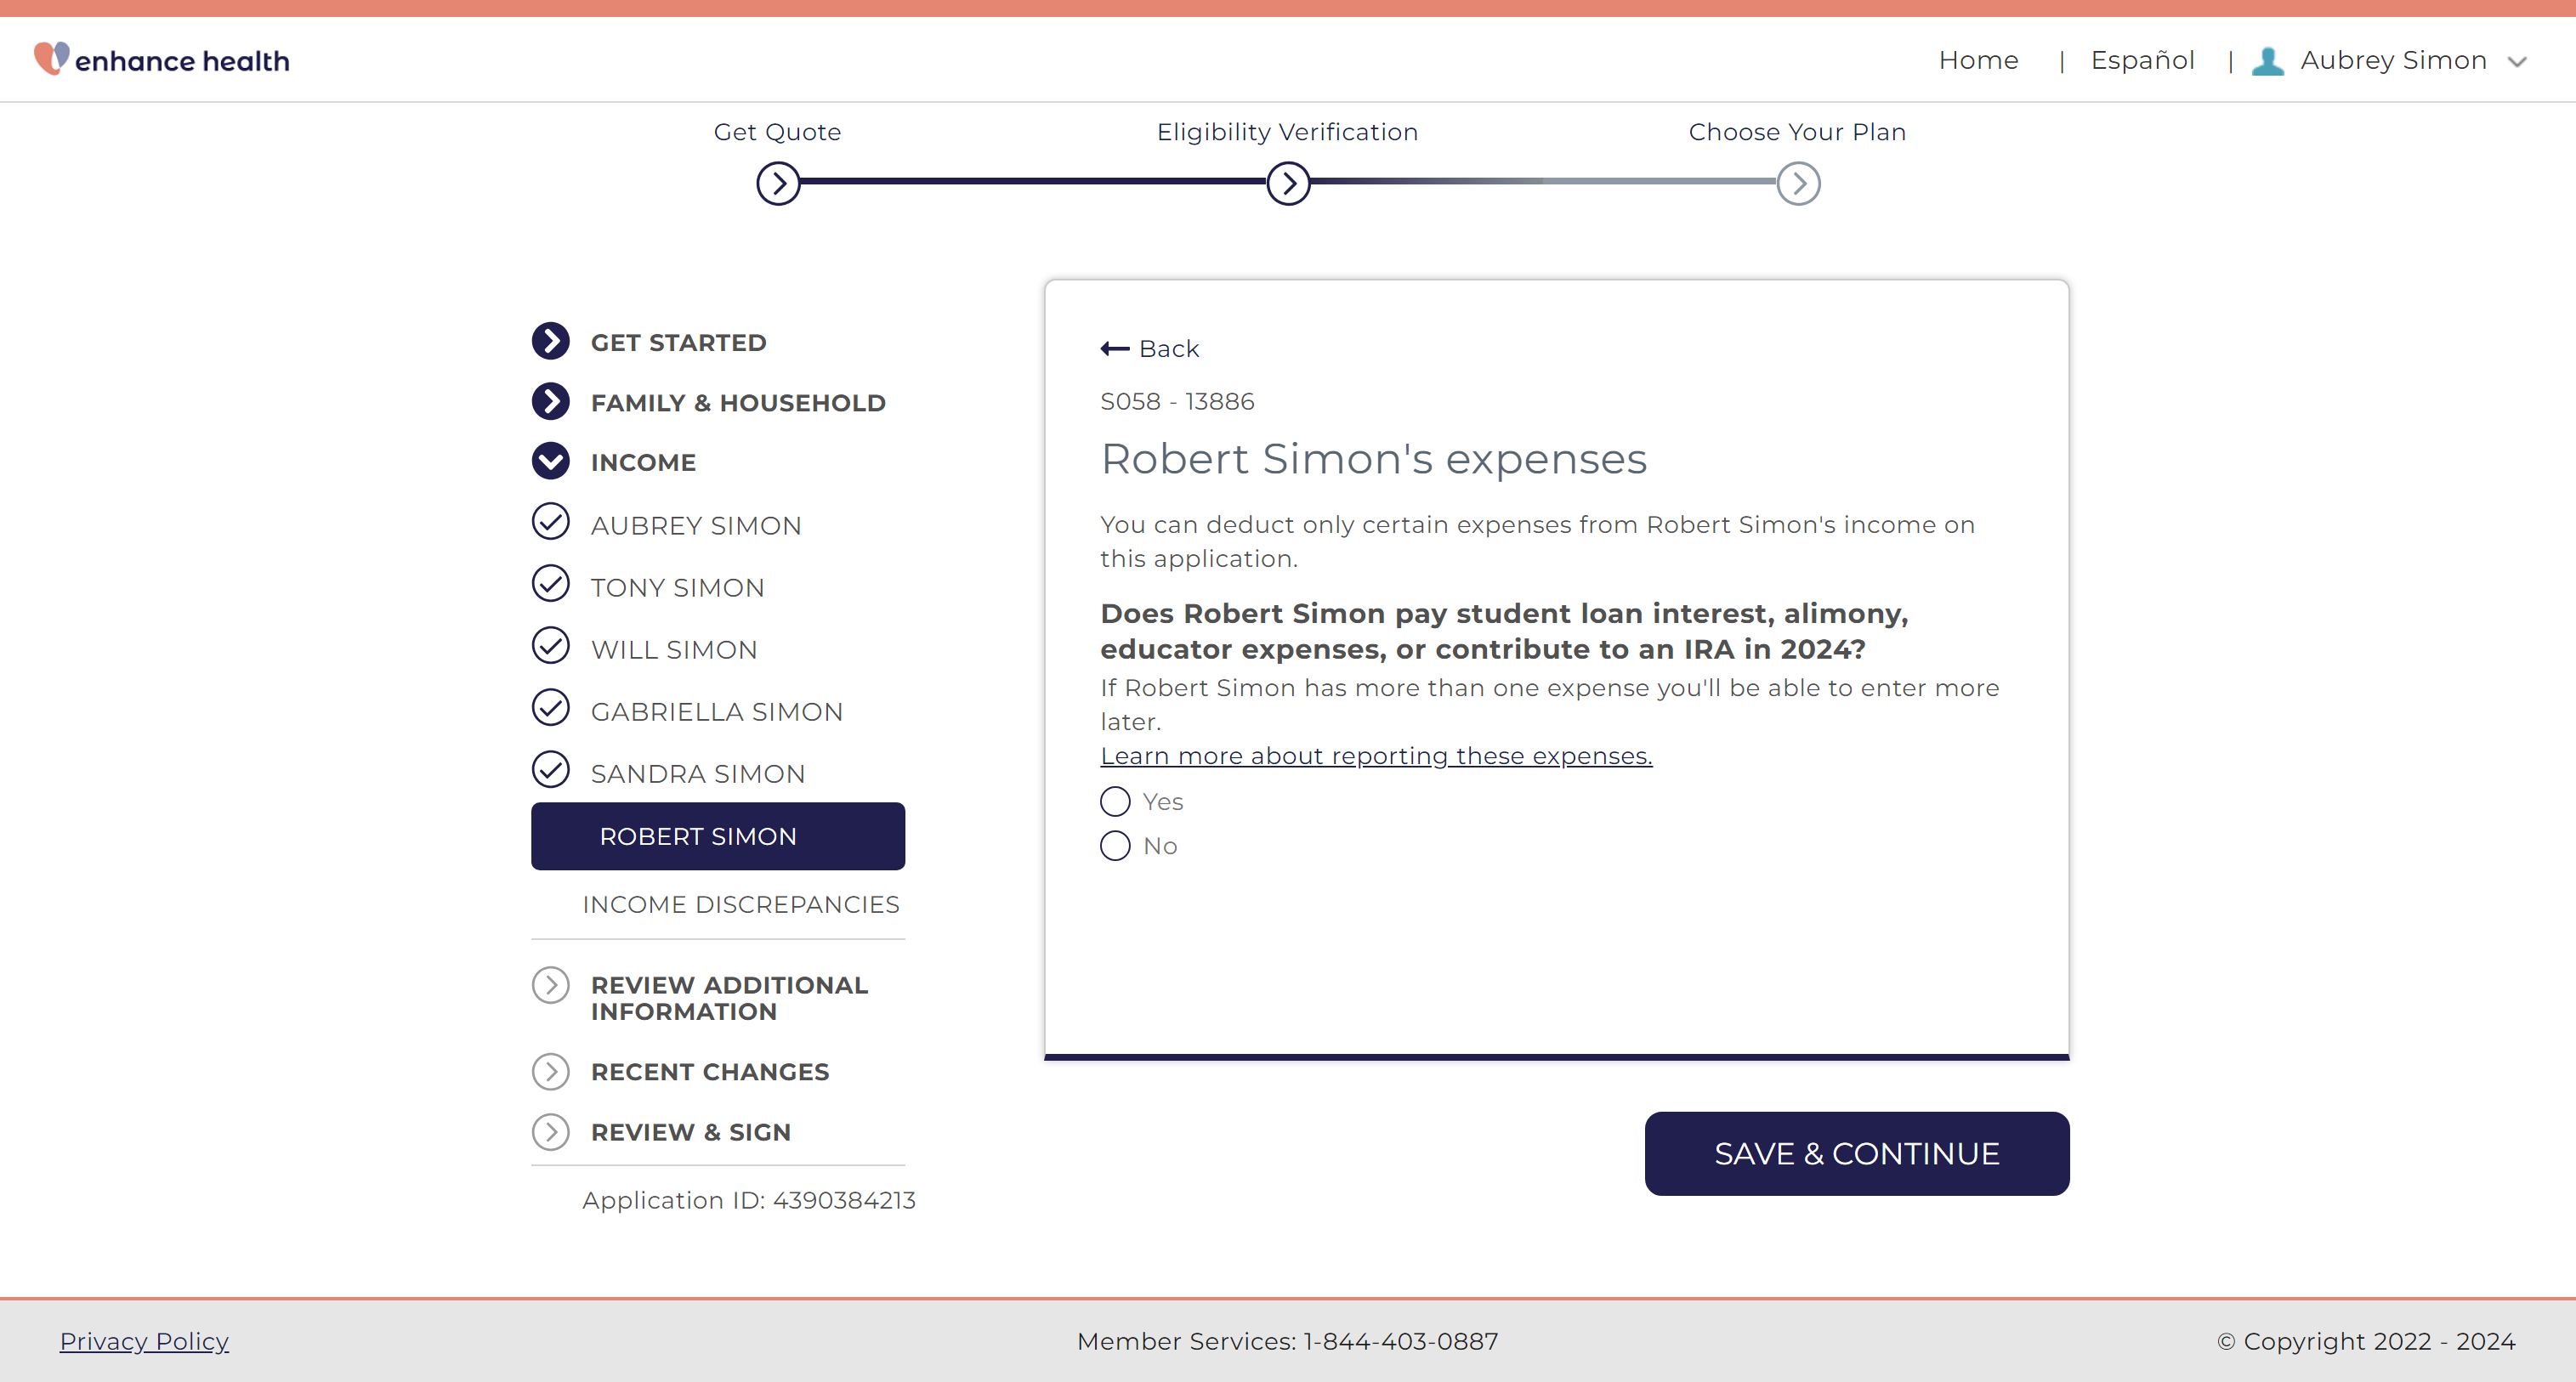 enhance health
Home | Español | Aubrey Simon
Get Quote
Eligibility Verification
Choose Your Plan
GET STARTED
FAMILY & HOUSEHOLD
INCOME
AUBREY SIMON
TONY SIMON
WILL SIMON
GABRIELLA SIMON
SANDRA SIMON
ROBERT SIMON
INCOME DISCREPANCIES
REVIEW ADDITIONAL
INFORMATION
RECENT CHANGES
REVIEW & SIGN
Application ID: 4390384213
Back
S058 - 13886
Robert Simon's expenses
You can deduct only certain expenses from Robert Simon's income on
this application.
Does Robert Simon pay student loan interest, alimony,
educator expenses, or contribute to an IRA in 2024?
If Robert Simon has more than one expense you'll be able to enter more
later.
Learn more about reporting these expenses.
Yes
No
SAVE & CONTINUE
Privacy Policy
Member Services: 1-844-403-0887
© Copyright 2022 - 2024